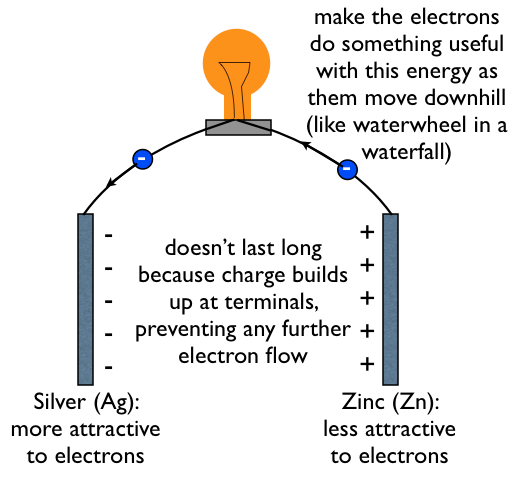 make the electrons
do something useful
with this energy as
them move downhill
(like waterwheel in a
waterfall)
-
-
-
-
-
-
-
doesn't last long
because charge builds
up at terminals,
preventing any further
electron flow
+
+
+
+
+
Silver (Ag):
more attractive
to electrons
Zinc (Zn):
less attractive
to electrons